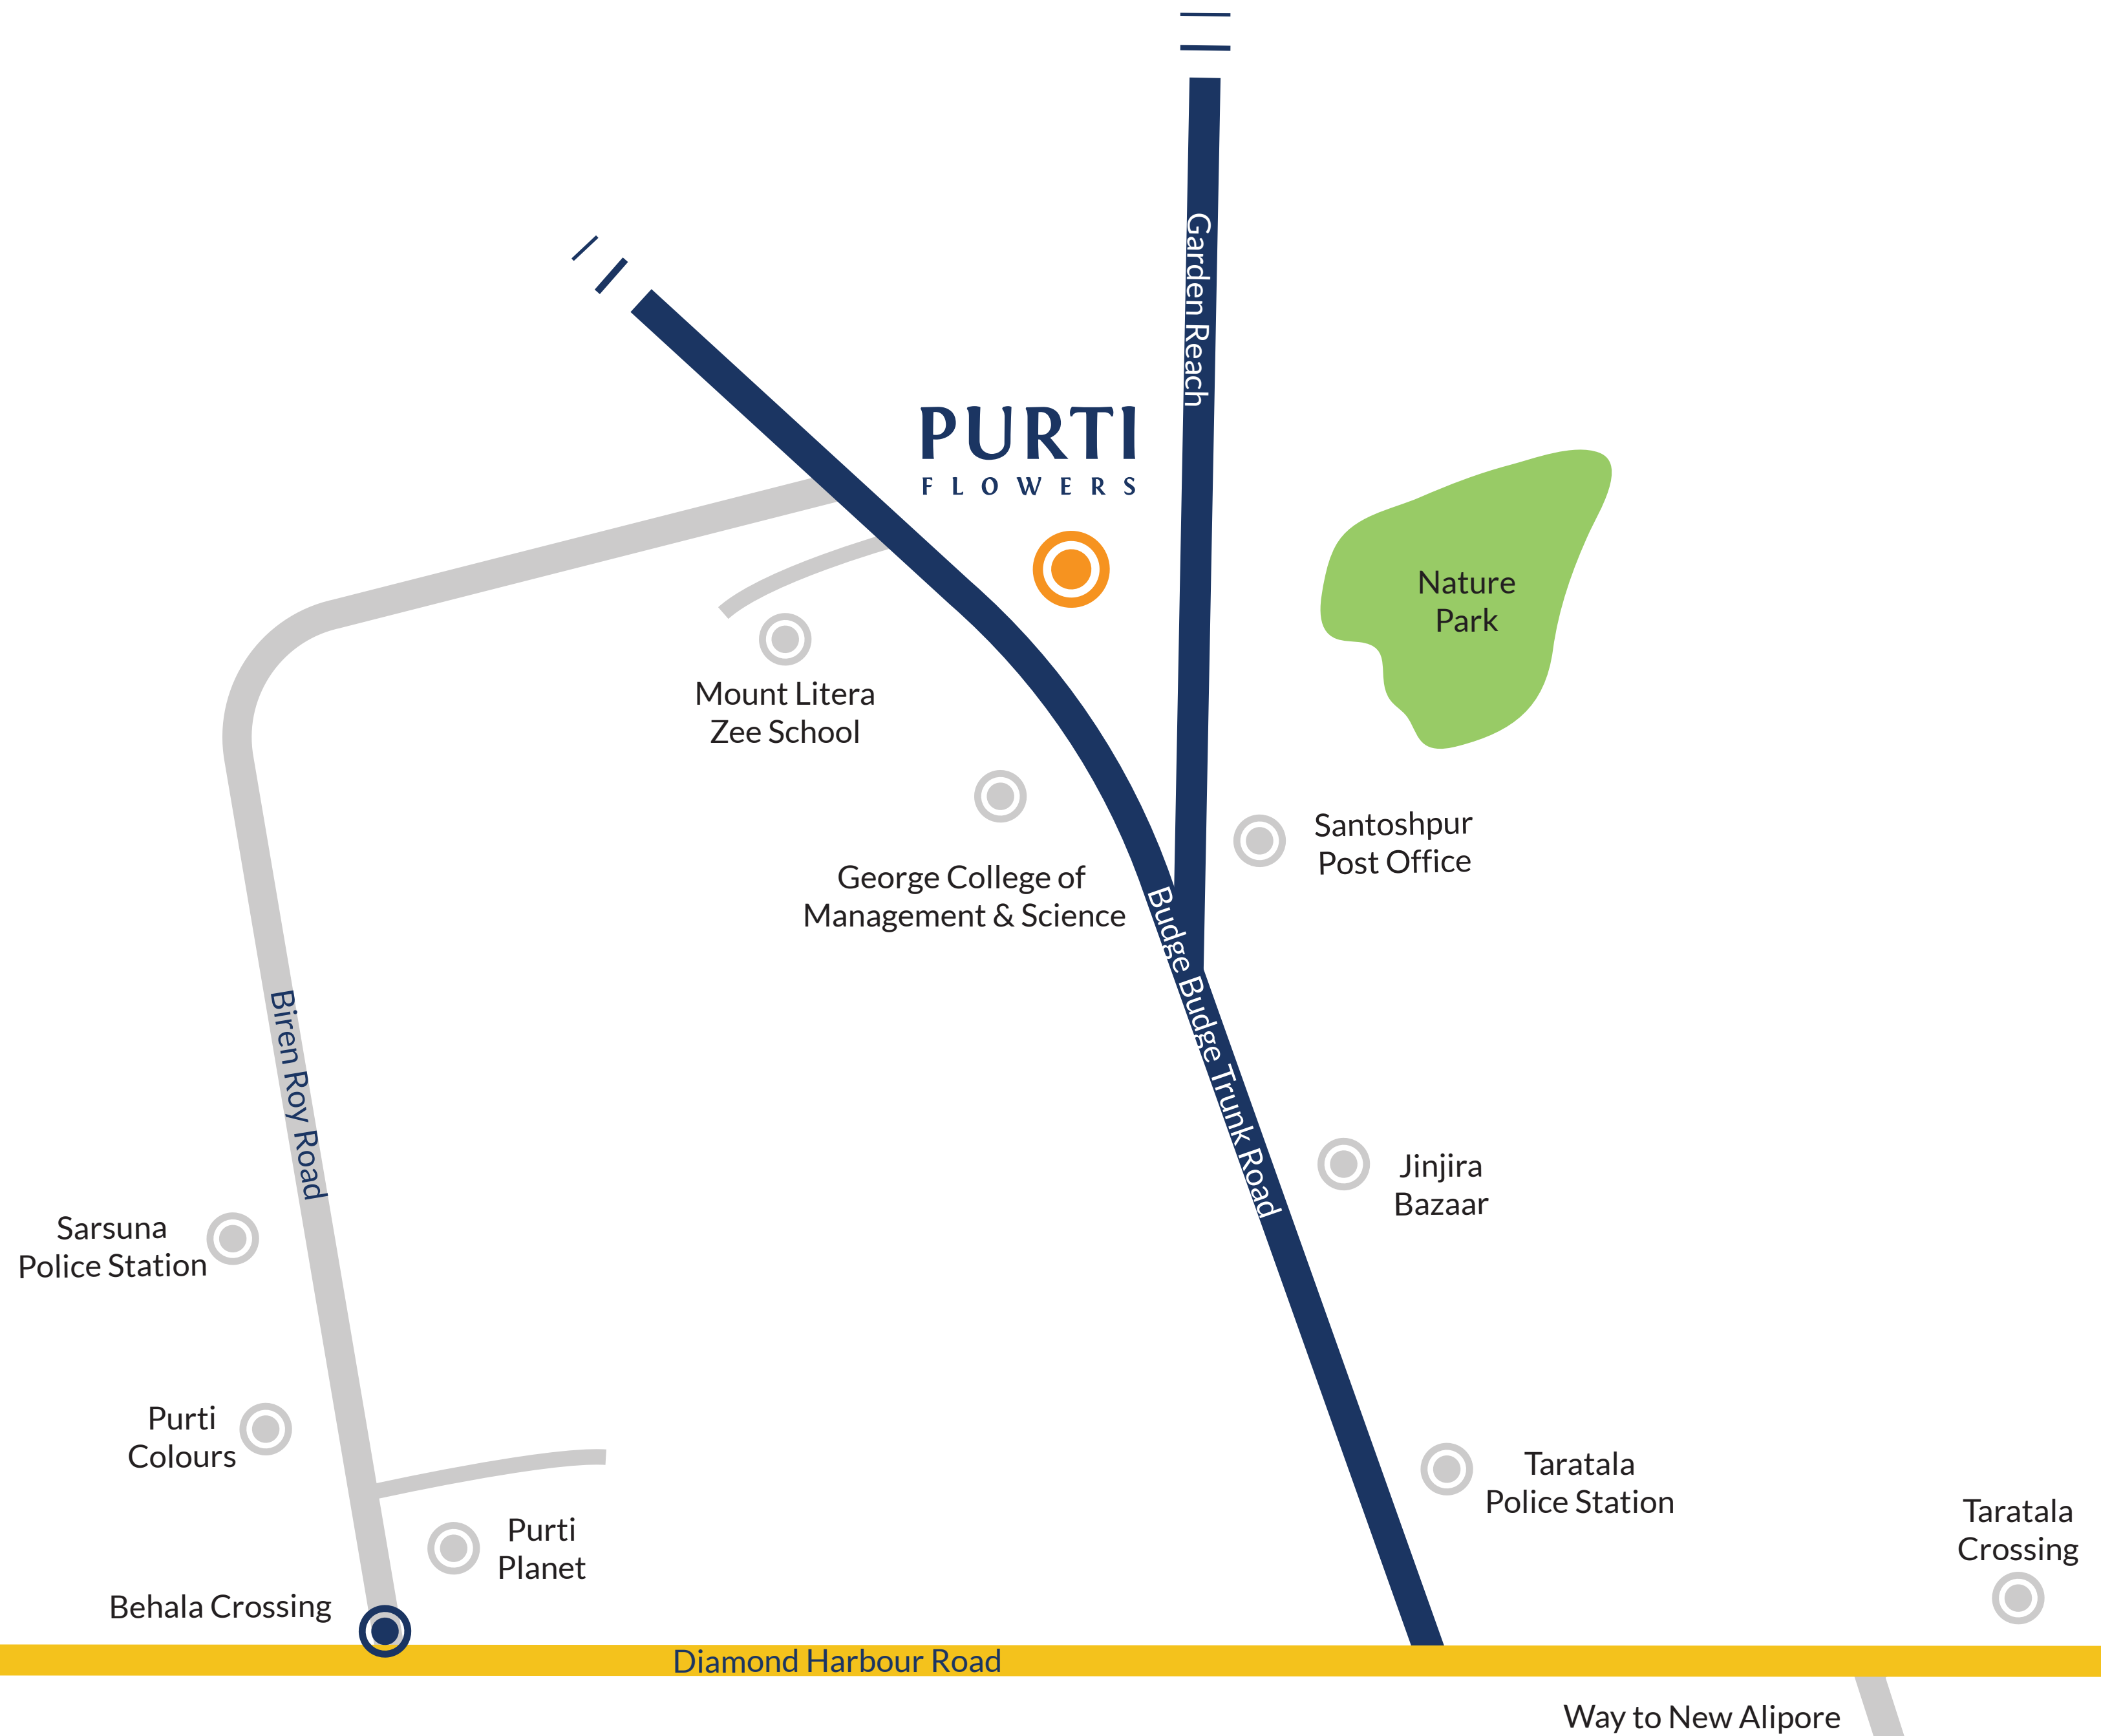 Garden Reach
PURTI
FLOWERS
Nature
Park
Mount Litera
Zee School
Santoshpur
Post Office
George College of
Management & Science
Budge Budge Trunk Road
Biren Roy Road
Jinjira
Bazaar
Sarsuna
Police Station
Purti
Colours
Taratala
Police Station
Taratala
Crossing
Purti
Planet
Behala Crossing
Diamond Harbour Road
Way to New Alipore